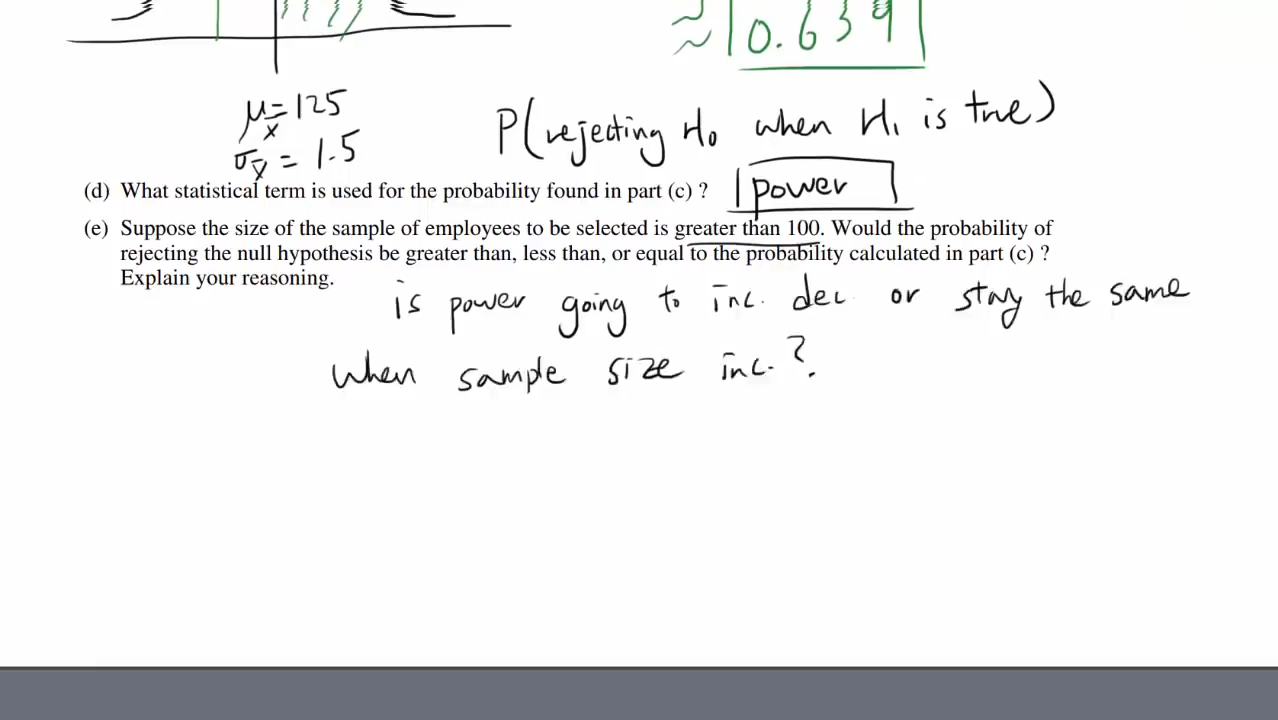 ≈ 0.639
μx̄ = 125
P(rejecting H₀ when H₁ is true)
σx̄ = 1.5
(d) What statistical term is used for the probability found in part (c) ? power
(e) Suppose the size of the sample of employees to be selected is greater than 100. Would the probability of
rejecting the null hypothesis be greater than, less than, or equal to the probability calculated in part (c) ?
Explain your reasoning.
is power going to inc. dec. or stay the same
when sample size inc.?